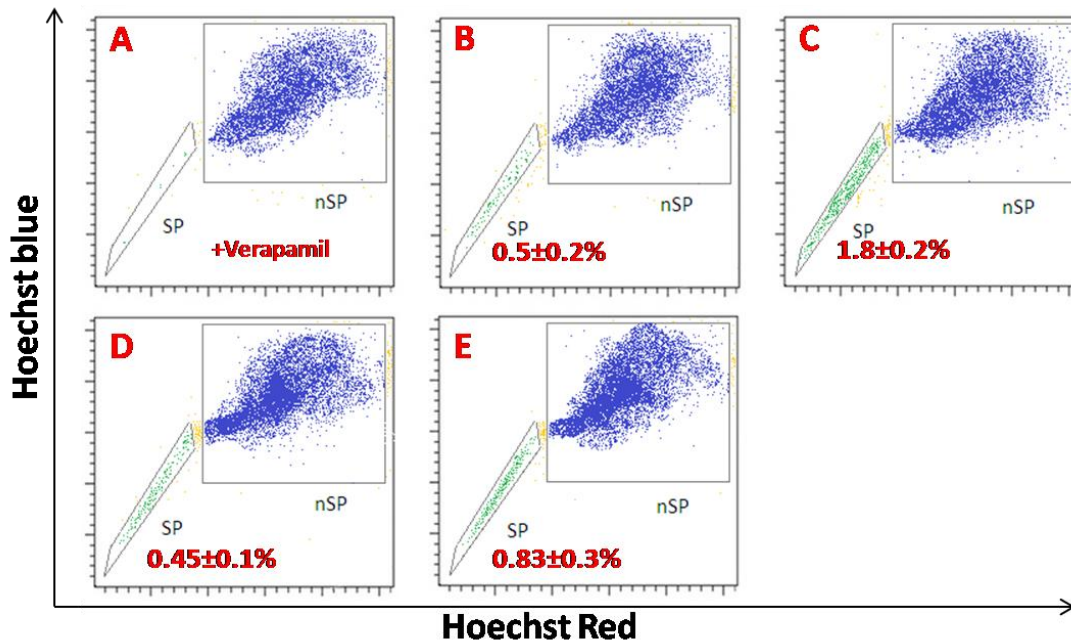 A
B
C
SP
nSP
+Verapamil
SP
nSP
0.5±0.2%
SP
nSP
1.8±0.2%
D
E
SP
nSP
0.45±0.1%
SP
nSP
0.83±0.3%
Hoechst blue
Hoechst Red